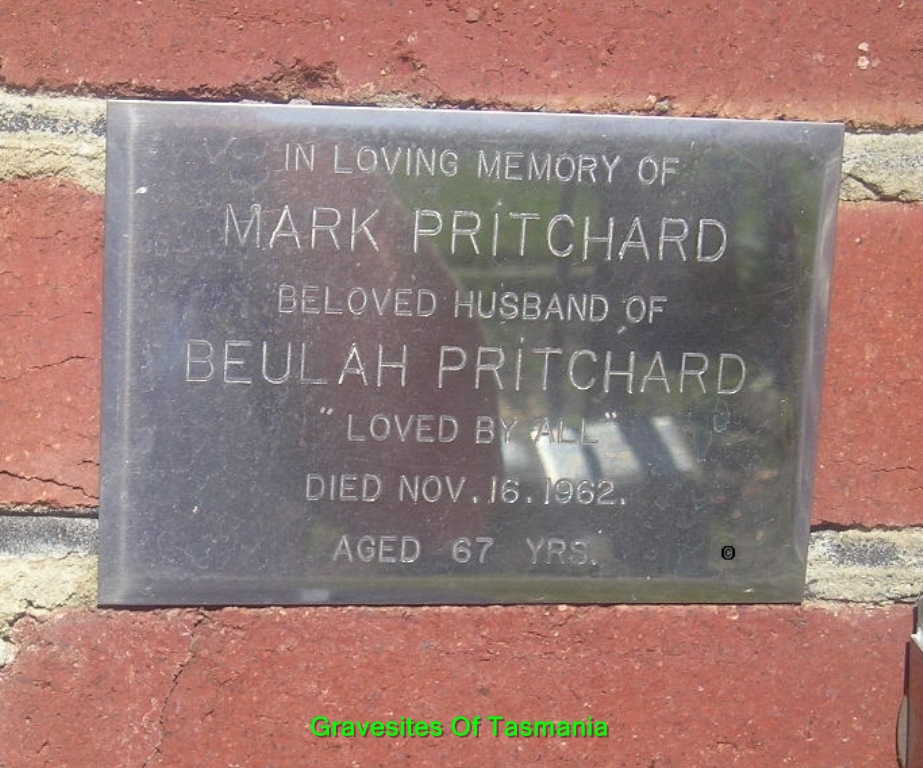 IN LOVING MEMORY OF
MARK PRITCHARD
BELOVED HUSBAND OF
BEULAH PRITCHARD
"LOVED BY ALL"
DIED NOV. 16. 1962.
AGED 67 YRS.
©
Gravesites Of Tasmania